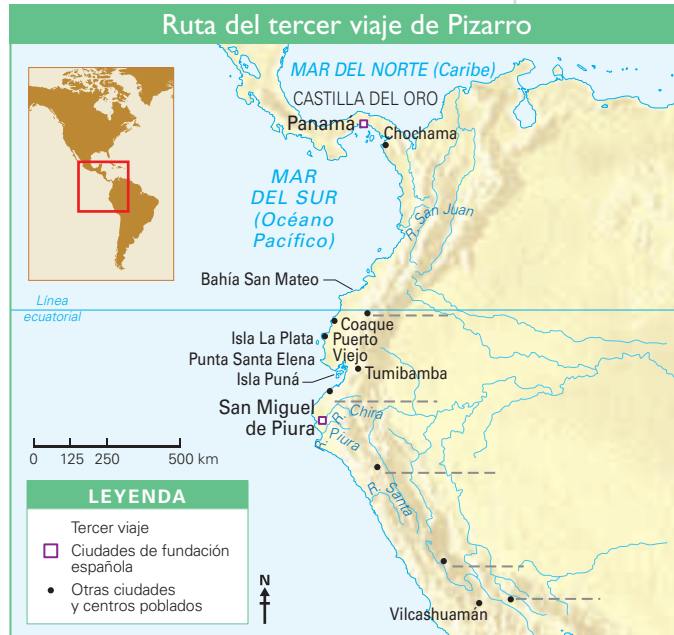 Ruta del tercer viaje de Pizarro
MAR DEL NORTE (Caribe)
CASTILLA DEL ORO
Panamá
Chochama
MAR
DEL SUR
(Océano
Pacífico)
R. San Juan
Bahía San Mateo
Línea
ecuatorial
Coaque
Isla La Plata
Puerto
Viejo
Punta Santa Elena
Isla Puná
Tumibamba
San Miguel
de Piura
R. Chira
R. Piura
R. Santa
0 125 250 500 km
LEYENDA
Tercer viaje
Ciudades de fundación
española
Otras ciudades
y centros poblados
N
Vilcashuamán